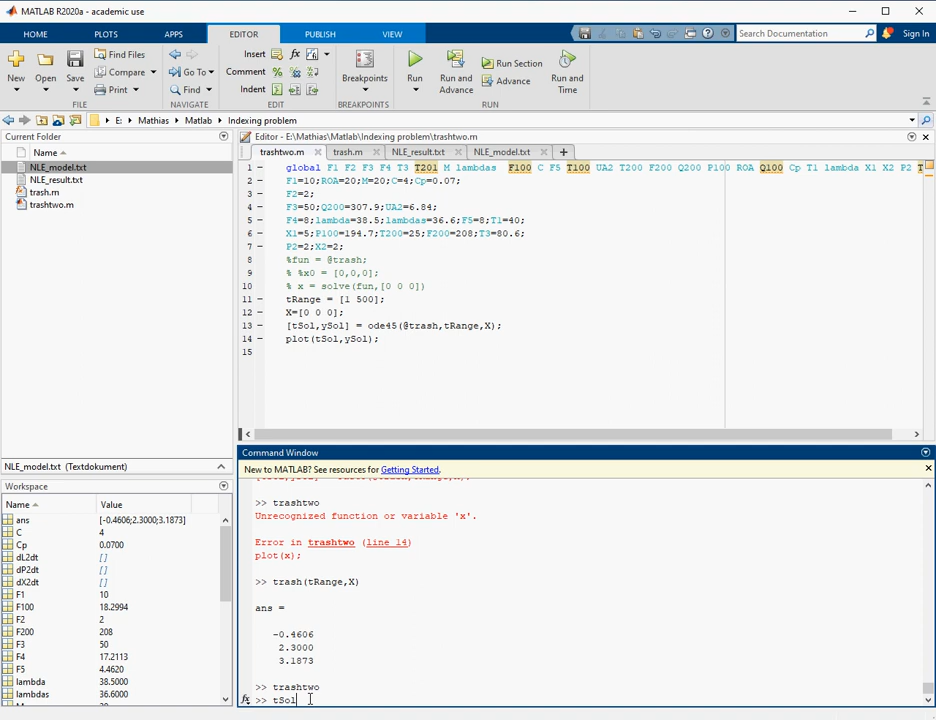 MATLAB R2020a - academic use
HOME PLOTS APPS EDITOR PUBLISH VIEW Search Documentation Sign In
New Open Save Find Files Compare Print Go To Find Insert Comment Indent Breakpoints Run Run and Advance Run Section Advance Run and Time
FILE NAVIGATE EDIT BREAKPOINTS RUN
E: Mathias Matlab Indexing problem
Current Folder
Name
NLE_model.txt
NLE_result.txt
trash.m
trashtwo.m
NLE_model.txt (Textdokument)
Workspace
Name Value
ans [-0.4606;2.3000;3.1873]
C 4
Cp 0.0700
dL2dt []
dP2dt []
dX2dt []
F1 10
F100 18.2994
F2 2
F200 208
F3 50
F4 17.2113
F5 4.4620
lambda 38.5000
lambdas 36.6000
Editor - E:\Mathias\Matlab\Indexing problem\trashtwo.m
trashtwo.m trash.m NLE_result.txt NLE_model.txt
1 global F1 F2 F3 F4 T3 T201 M lambdas F100 C F5 T100 UA2 T200 F200 Q200 P100 ROA Q100 Cp T1 lambda X1 X2 P2 T
2 F1=10;ROA=20;M=20;C=4;Cp=0.07;
3 F2=2;
4 F3=50;Q200=307.9;UA2=6.84;
5 F4=8;lambda=38.5;lambdas=36.6;F5=8;T1=40;
6 X1=5;P100=194.7;T200=25;F200=208;T3=80.6;
7 P2=2;X2=2;
8 %fun = @trash;
9 % %x0 = [0,0,0];
10 % x = solve(fun,[0 0 0])
11 tRange = [1 500];
12 X=[0 0 0];
13 [tSol,ySol] = ode45(@trash,tRange,X);
14 plot(tSol,ySol);
15
Command Window
New to MATLAB? See resources for Getting Started.
>> trashtwo
Unrecognized function or variable 'x'.
Error in trashtwo (line 14)
plot(x);
>> trash(tRange,X)
ans =
-0.4606
2.3000
3.1873
>> trashtwo
fx >> tSol